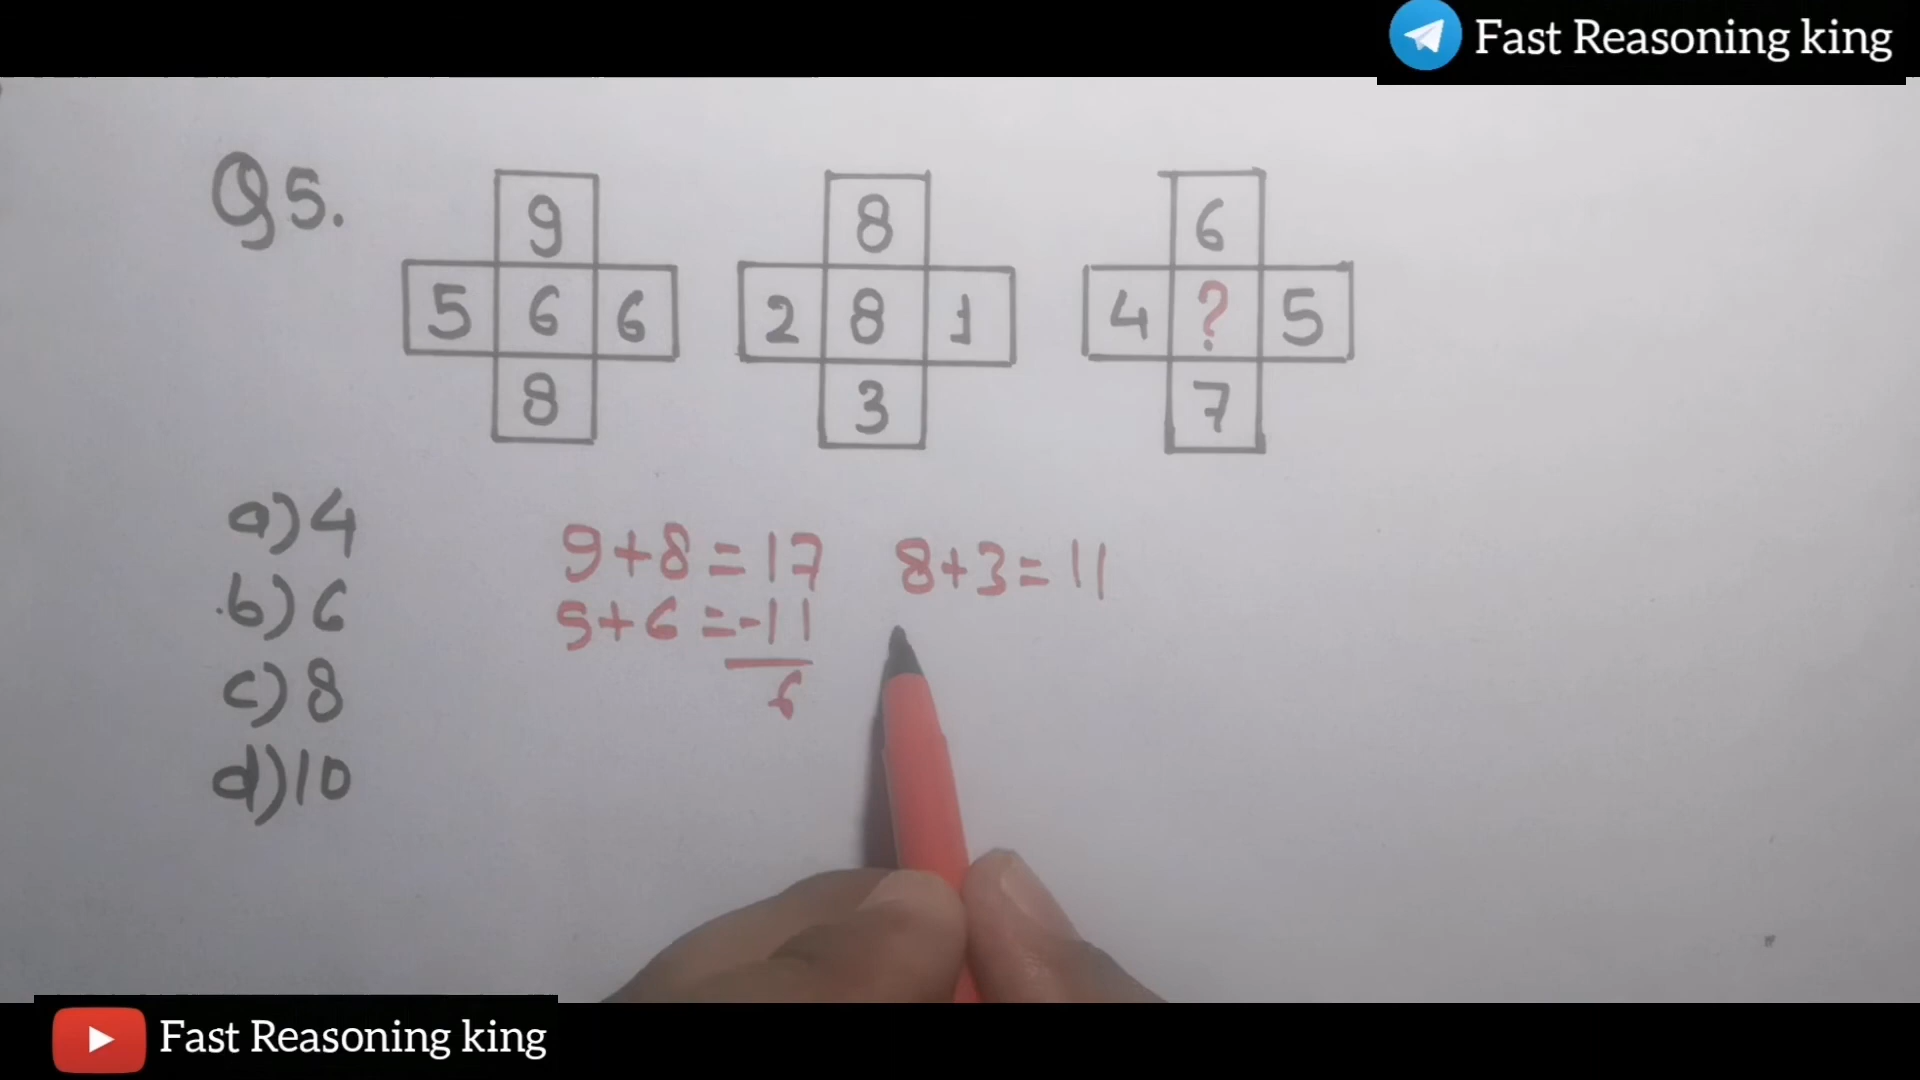 Fast Reasoning king
Q5.
9
5 6 6
8
8
2 8 1
3
6
4 ? 5
7
a) 4
b) 6
c) 8
d) 10
9+8=17
5+6=-11
6
8+3=11
Fast Reasoning king